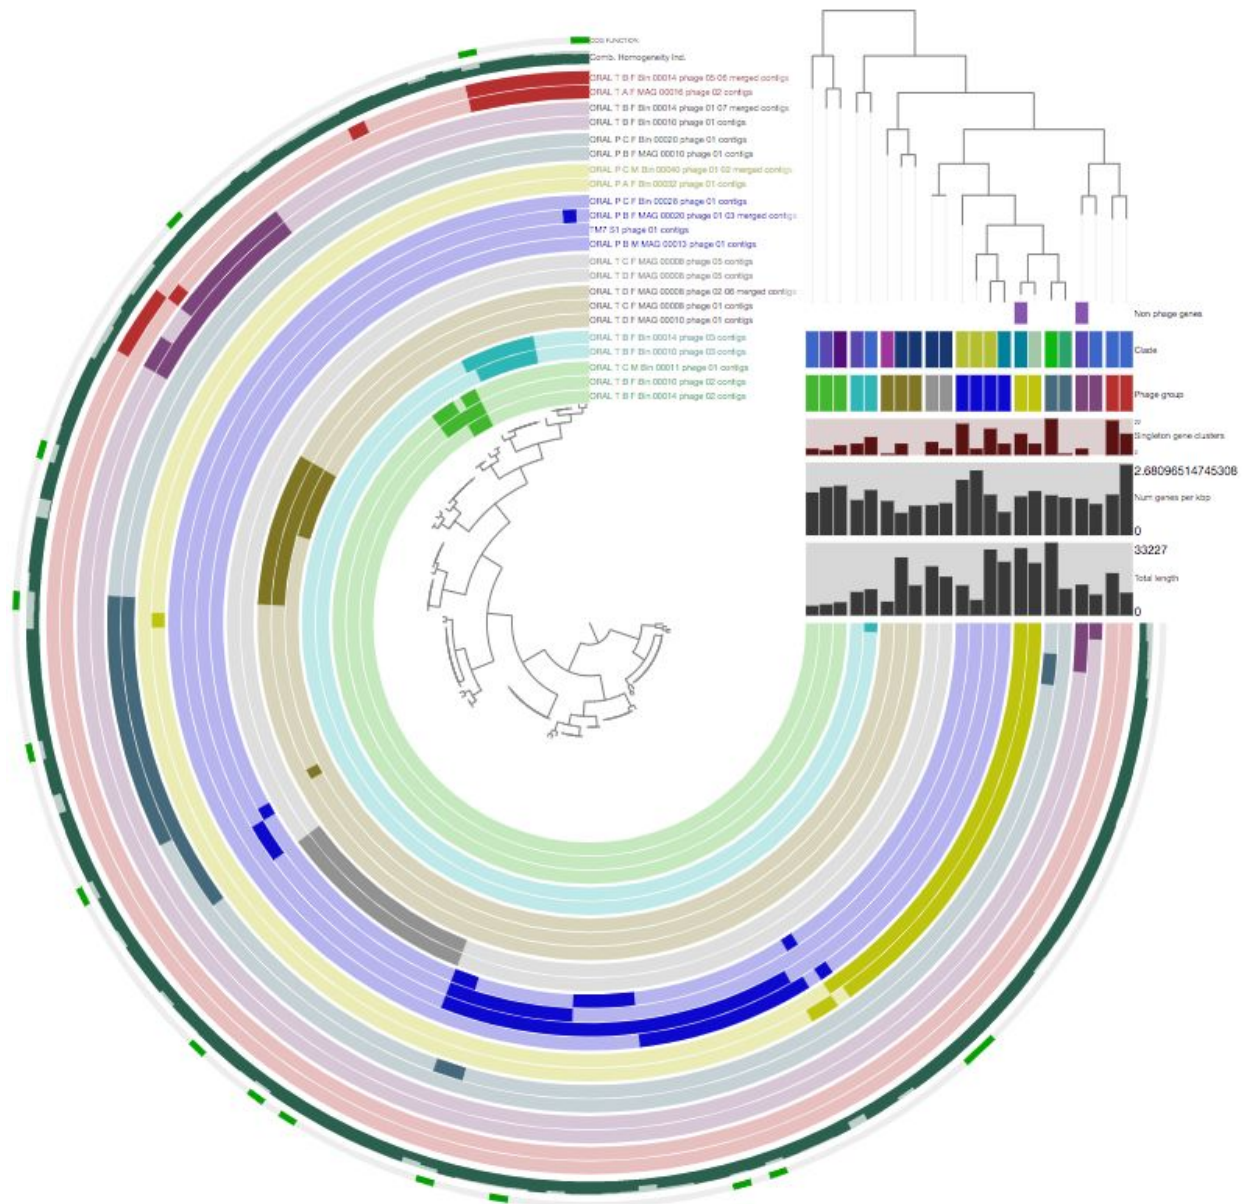 COG FUNCTION
Comb. Homogeneity Ind.
ORAL T B F Bin 00014 phage 05 06 merged contigs
ORAL T A F MAG 00016 phage 02 contigs
ORAL T B F Bin 00014 phage 01 07 merged contigs
ORAL T B F Bin 00010 phage 01 contigs
ORAL P C F Bin 00020 phage 01 contigs
ORAL P B F MAG 00010 phage 01 contigs
ORAL P C M Bin 00040 phage 01 02 merged contigs
ORAL P A F Bin 00032 phage 01 contigs
ORAL P C F Bin 00028 phage 01 contigs
ORAL P B F MAG 00020 phage 01 03 merged contigs
TM7 S1 phage 01 contigs
ORAL P B M MAG 00013 phage 01 contigs
ORAL T C F MAG 00008 phage 05 contigs
ORAL T D F MAG 00008 phage 05 contigs
ORAL T D F MAG 00008 phage 02 06 merged contigs
ORAL T C F MAG 00008 phage 01 contigs
ORAL T D F MAG 00010 phage 01 contigs
ORAL T B F Bin 00014 phage 03 contigs
ORAL T B F Bin 00010 phage 03 contigs
ORAL T C M Bin 00011 phage 01 contigs
ORAL T B F Bin 00010 phage 02 contigs
ORAL T B F Bin 00014 phage 02 contigs
Non phage genes
Clade
Phage group
Singleton gene clusters
2.68096514745308
Num genes per kbp
0
33227
Total length
0